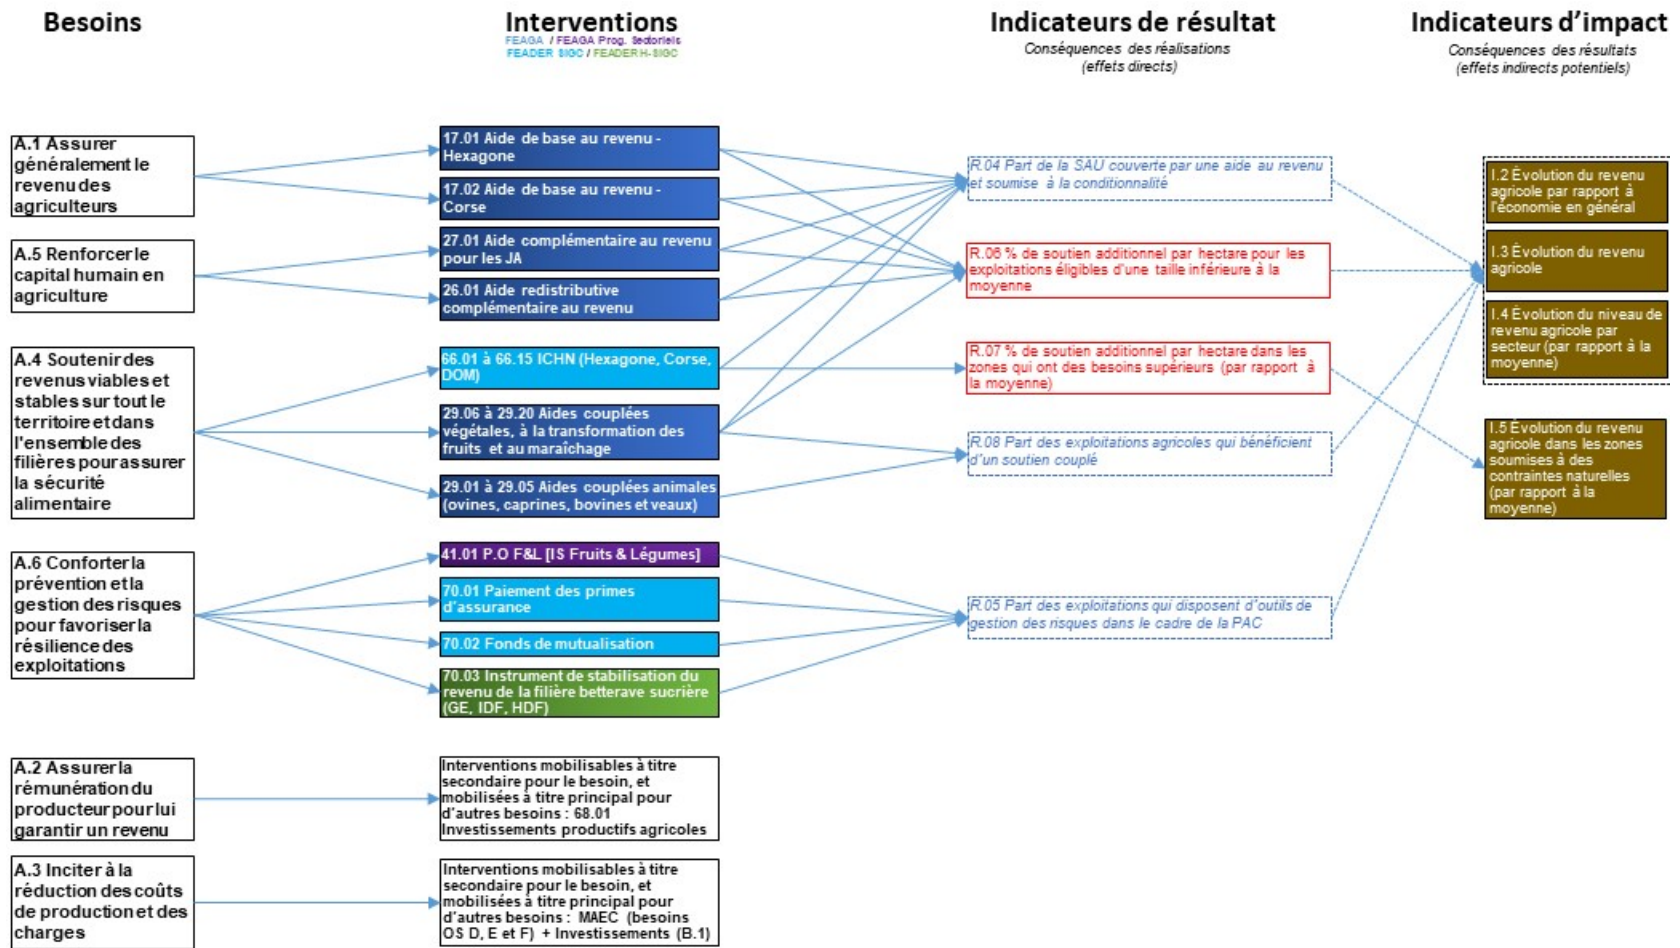 Besoins
Interventions
FEAGA / FEAGA Prog. Sectoriels
FEADER SIGC / FEADER H-SIGC
Indicateurs de résultat
Conséquences des réalisations
(effets directs)
Indicateurs d'impact
Conséquences des résultats
(effets indirects potentiels)
A.1 Assurer
généralement le
revenu des
agriculteurs
A.5 Renforcer le
capital humain en
agriculture
A.4 Soutenir des
revenus viables et
stables sur tout le
territoire et dans
l'ensemble des
filières pour assurer
la sécurité
alimentaire
A.6 Conforter la
prévention et la
gestion des risques
pour favoriser la
résilience des
exploitations
A.2 Assurer la
rémunération du
producteur pour lui
garantir un revenu
A.3 Inciter à la
réduction des coûts
de production et des
charges
17.01 Aide de base au revenu -
Hexagone
17.02 Aide de base au revenu -
Corse
27.01 Aide complémentaire au revenu
pour les JA
26.01 Aide redistributive
complémentaire au revenu
66.01 à 66.15 ICHN (Hexagone, Corse,
DOM)
29.06 à 29.20 Aides couplées
végétales, à la transformation des
fruits et au maraîchage
29.01 à 29.05 Aides couplées animales
(ovines, caprines, bovines et veaux)
41.01 P.O F&L [IS Fruits & Légumes]
70.01 Paiement des primes
d'assurance
70.02 Fonds de mutualisation
70.03 Instrument de stabilisation du
revenu de la filière betterave sucrière
(GE, IDF, HDF)
Interventions mobilisables à titre
secondaire pour le besoin, et
mobilisées à titre principal pour
d'autres besoins : 68.01
Investissements productifs agricoles
Interventions mobilisables à titre
secondaire pour le besoin, et
mobilisées à titre principal pour
d'autres besoins : MAEC (besoins
OS D, E et F) + Investissements (B.1)
R.04 Part de la SAU couverte par une aide au revenu
et soumise à la conditionnalité
R.06 % de soutien additionnel par hectare pour les
exploitations éligibles d'une taille inférieure à la
moyenne
R.07 % de soutien additionnel par hectare dans les
zones qui ont des besoins supérieurs (par rapport à
la moyenne)
R.08 Part des exploitations agricoles qui bénéficient
d'un soutien couplé
R.05 Part des exploitations qui disposent d'outils de
gestion des risques dans le cadre de la PAC
I.2 Évolution du revenu
agricole par rapport à
l'économie en général
I.3 Évolution du revenu
agricole
I.4 Évolution du niveau de
revenu agricole par
secteur (par rapport à la
moyenne)
I.5 Évolution du revenu
agricole dans les zones
soumises à des
contraintes naturelles
(par rapport à la
moyenne)